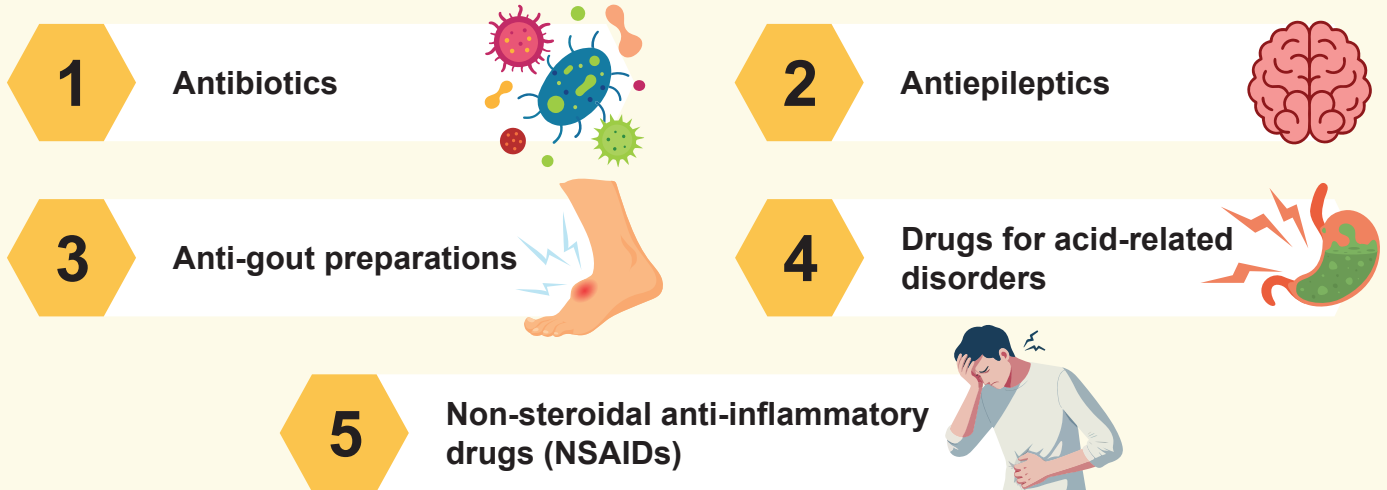 1
Antibiotics
2
Antiepileptics
3
Anti-gout preparations
4
Drugs for acid-related
disorders
5
Non-steroidal anti-inflammatory
drugs (NSAIDs)